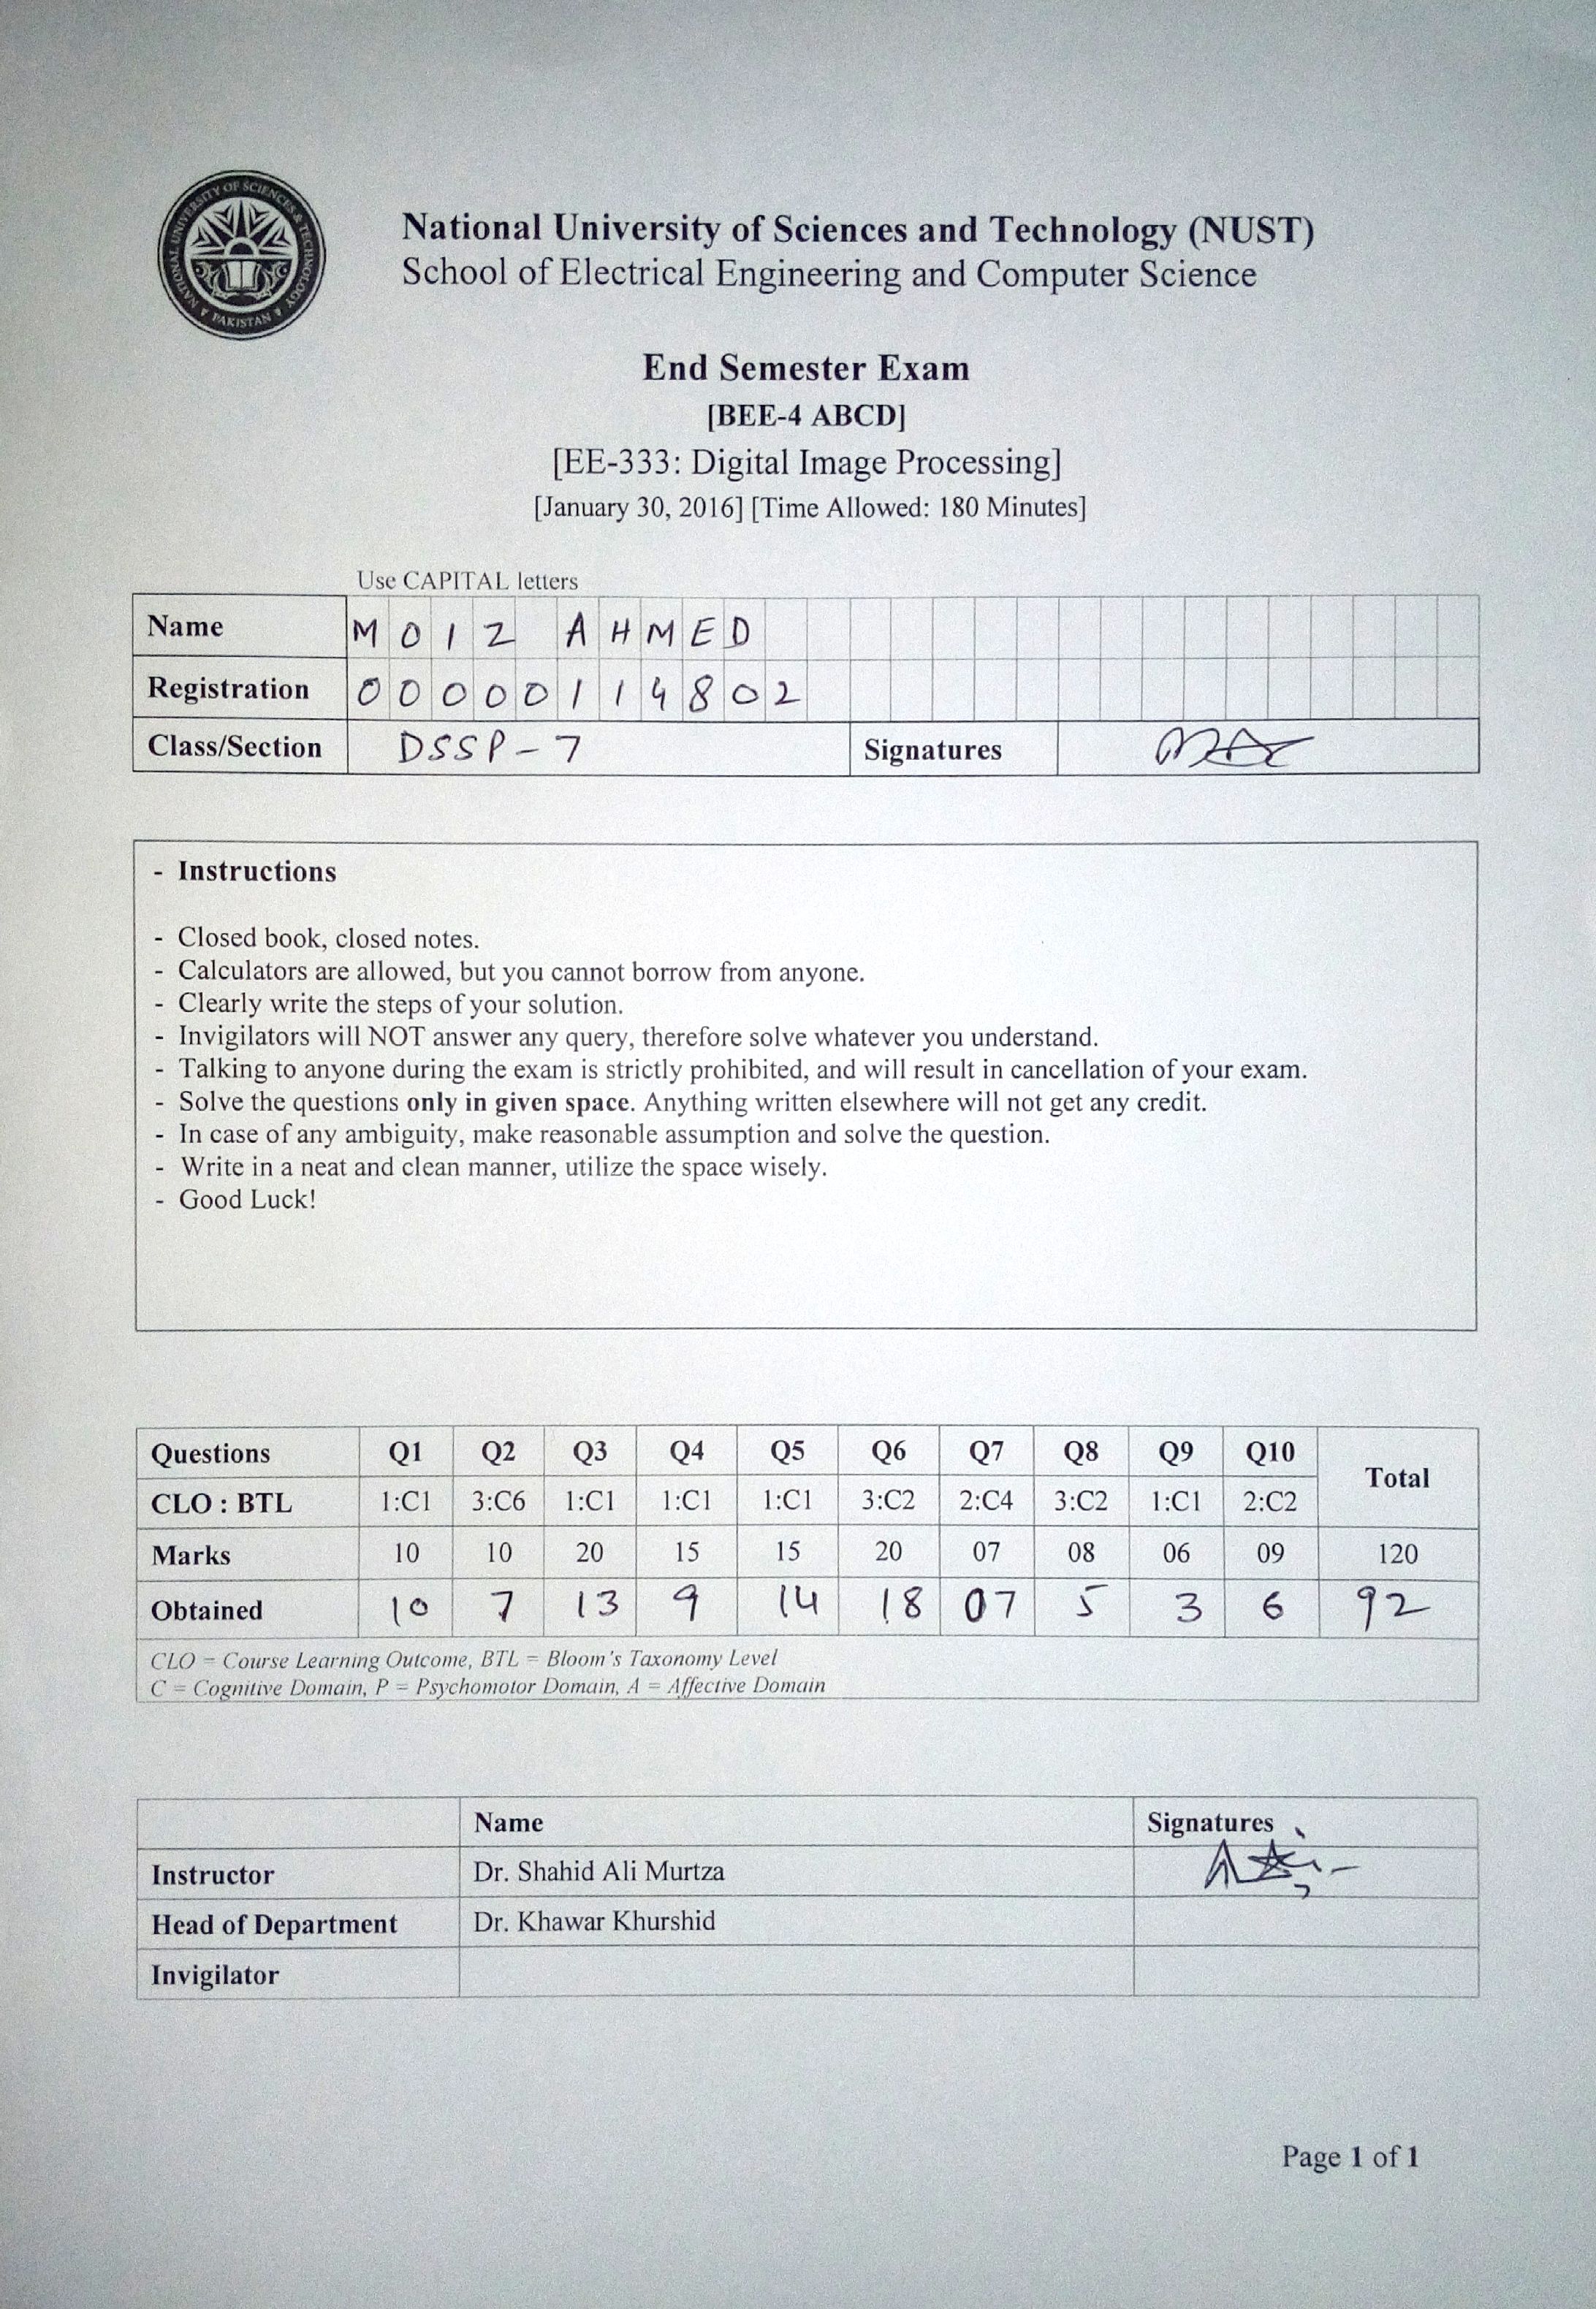 NATIONAL UNIVERSITY OF SCIENCES & TECHNOLOGY
PAKISTAN
National University of Sciences and Technology (NUST)
School of Electrical Engineering and Computer Science
End Semester Exam
[BEE-4 ABCD]
[EE-333: Digital Image Processing]
[January 30, 2016] [Time Allowed: 180 Minutes]
Use CAPITAL letters
Name MOIZ AHMED
Registration 00000114802
Class/Section DSSP-7 Signatures
- Instructions
- Closed book, closed notes.
- Calculators are allowed, but you cannot borrow from anyone.
- Clearly write the steps of your solution.
- Invigilators will NOT answer any query, therefore solve whatever you understand.
- Talking to anyone during the exam is strictly prohibited, and will result in cancellation of your exam.
- Solve the questions only in given space. Anything written elsewhere will not get any credit.
- In case of any ambiguity, make reasonable assumption and solve the question.
- Write in a neat and clean manner, utilize the space wisely.
- Good Luck!
Questions Q1 Q2 Q3 Q4 Q5 Q6 Q7 Q8 Q9 Q10 Total
CLO : BTL 1:C1 3:C6 1:C1 1:C1 1:C1 3:C2 2:C4 3:C2 1:C1 2:C2
Marks 10 10 20 15 15 20 07 08 06 09 120
Obtained 10 7 13 9 14 18 07 5 3 6 92
CLO = Course Learning Outcome, BTL = Bloom's Taxonomy Level
C = Cognitive Domain, P = Psychomotor Domain, A = Affective Domain
Name Signatures
Instructor Dr. Shahid Ali Murtza
Head of Department Dr. Khawar Khurshid
Invigilator
Page 1 of 1